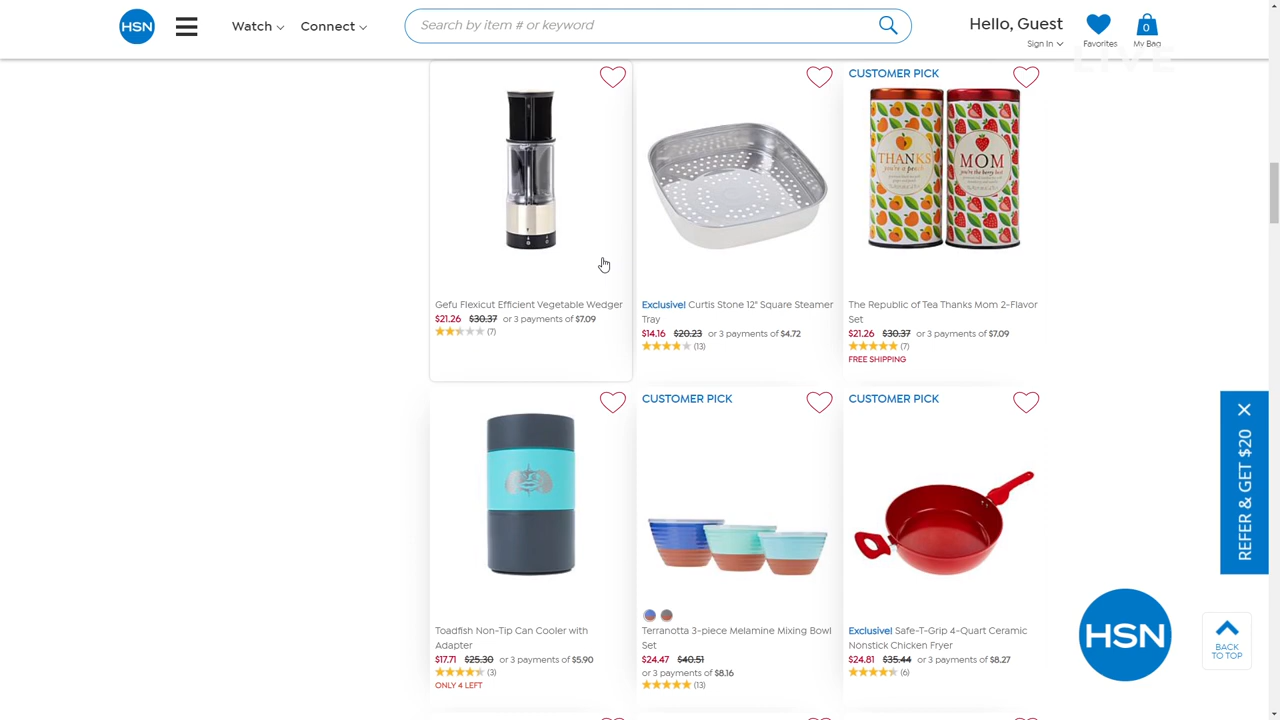 HSN
Watch
Connect
Search by item # or keyword
Hello, Guest
Sign In
Favorites
0
My Bag
LIVE
CUSTOMER PICK
THANKS
MOM
Gefu Flexicut Efficient Vegetable Wedger
$21.26 $30.37 or 3 payments of $7.09
(7)
Exclusive! Curtis Stone 12" Square Steamer
Tray
$14.16 $20.23 or 3 payments of $4.72
(13)
The Republic of Tea Thanks Mom 2-Flavor
Set
$21.26 $30.37 or 3 payments of $7.09
(7)
FREE SHIPPING
CUSTOMER PICK
CUSTOMER PICK
Toadfish Non-Tip Can Cooler with
Adapter
$17.71 $25.30 or 3 payments of $5.90
(3)
ONLY 4 LEFT
Terranotta 3-piece Melamine Mixing Bowl
Set
$24.47 $40.51
or 3 payments of $8.16
(13)
Exclusive! Safe-T-Grip 4-Quart Ceramic
Nonstick Chicken Fryer
$24.81 $35.44 or 3 payments of $8.27
(6)
REFER & GET $20
HSN
BACK
TO TOP